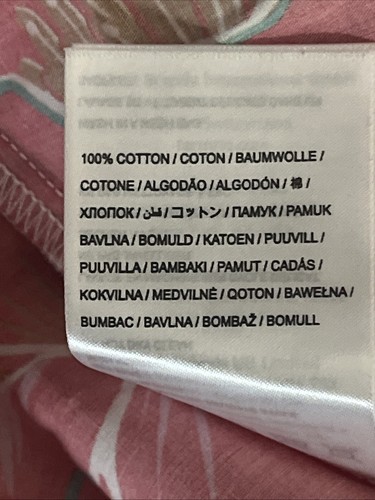 100% COTTON / COTON / BAUMWOLLE /
COTONE / ALGODÃO / ALGODÓN / 棉 /
ХЛОПОК / قطن / コットン / ПАМУК / PAMUK
BAVLNA / BOMULD / KATOEN / PUUVILL /
PUUVILLA / BAMBAKI / PAMUT / CADÁS /
KOKVILNA / MEDVILNĖ / QOTON / BAWEŁNA /
BUMBAC / BAVLNA / BOMBAŽ / BOMULL